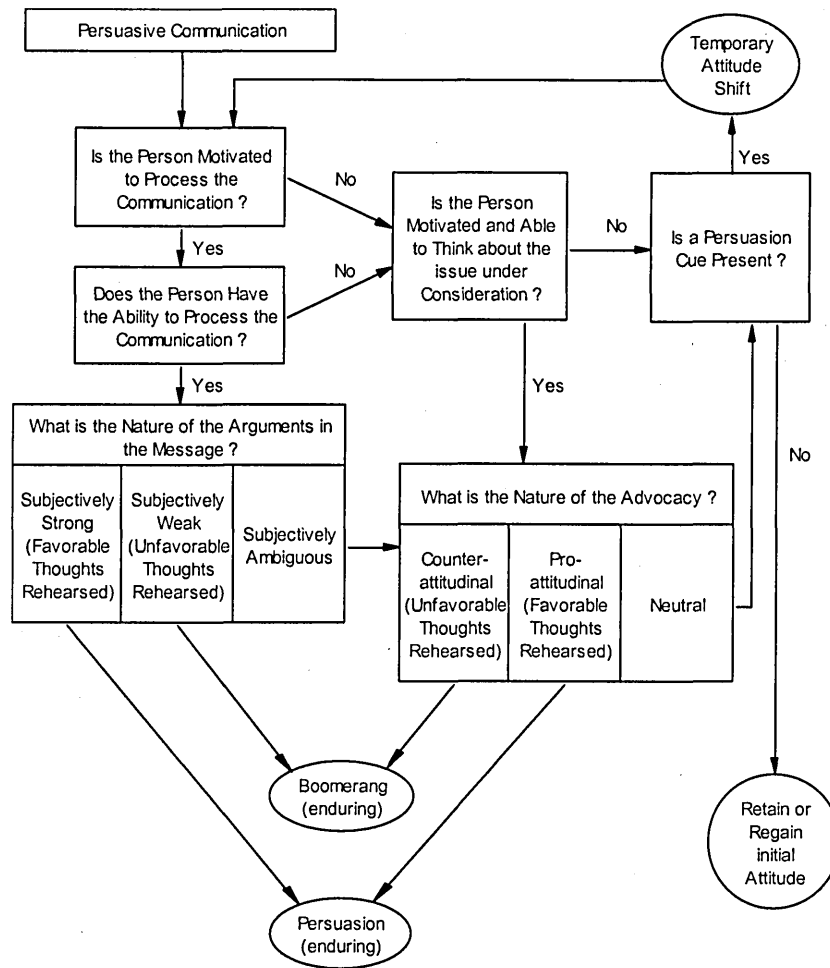 Persuasive Communication
Temporary
Attitude
Shift
Is the Person Motivated
to Process the
Communication ?
No
Yes
Is the Person
Motivated and Able
to Think about the
issue under
Consideration ?
No
Is a Persuasion
Cue Present ?
Yes
No
Does the Person Have
the Ability to Process the
Communication ?
Yes
Yes
No
What is the Nature of the Arguments in
the Message ?
Subjectively
Strong
(Favorable
Thoughts
Rehearsed)
Subjectively
Weak
(Unfavorable
Thoughts
Rehearsed)
Subjectively
Ambiguous
What is the Nature of the Advocacy ?
Counter-
attitudinal
(Unfavorable
Thoughts
Rehearsed)
Pro-
attitudinal
(Favorable
Thoughts
Rehearsed)
Neutral
Boomerang
(enduring)
Retain or
Regain
initial
Attitude
Persuasion
(enduring)